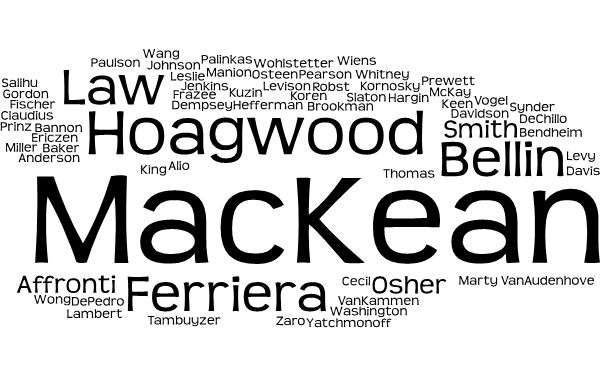 Wang
Paulson Johnson Palinkas Wohlstetter Wiens
Salihu Law Leslie Manion Osteen Pearson Whitney Prewett
Gordon Jenkins Levison Robst Kornosky McKay
Fischer Frazee Kuzin Koren Slaton Hargin Keen Vogel Synder
Claudius Dempsey Hefferman Brookman Davidson DeChillo
Prinz Bannon Hoagwood Smith Bendheim
Ericzen
Miller Baker Bellin Levy
Anderson King Alio Thomas Davis
MacKean
Affronti Ferriera Cecil Osher Marty VanAudenhove
Wong DePedro VanKammen
Lambert Washington
Tambuyzer Zaro Yatchmonoff